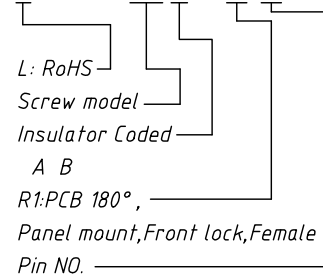 L: RoHS
Screw model
Insulator Coded
A B
R1:PCB 180°,
Panel mount,Front lock,Female
Pin NO.